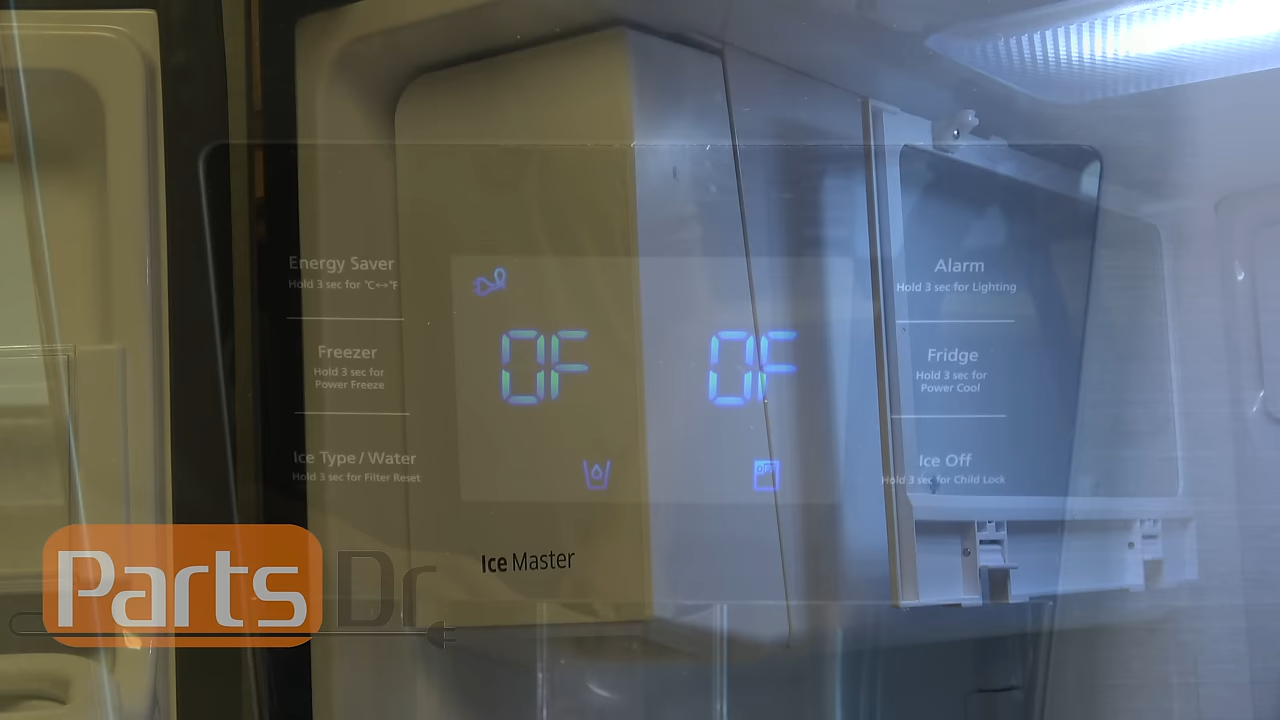 Energy Saver
Hold 3 sec for °C↔°F
Freezer
Hold 3 sec for
Power Freeze
Ice Type / Water
Hold 3 sec for Filter Reset
0F
0F
OFF
Alarm
Hold 3 sec for Lighting
Fridge
Hold 3 sec for
Power Cool
Ice Off
Hold 3 sec for Child Lock
Ice Master
Parts Dr